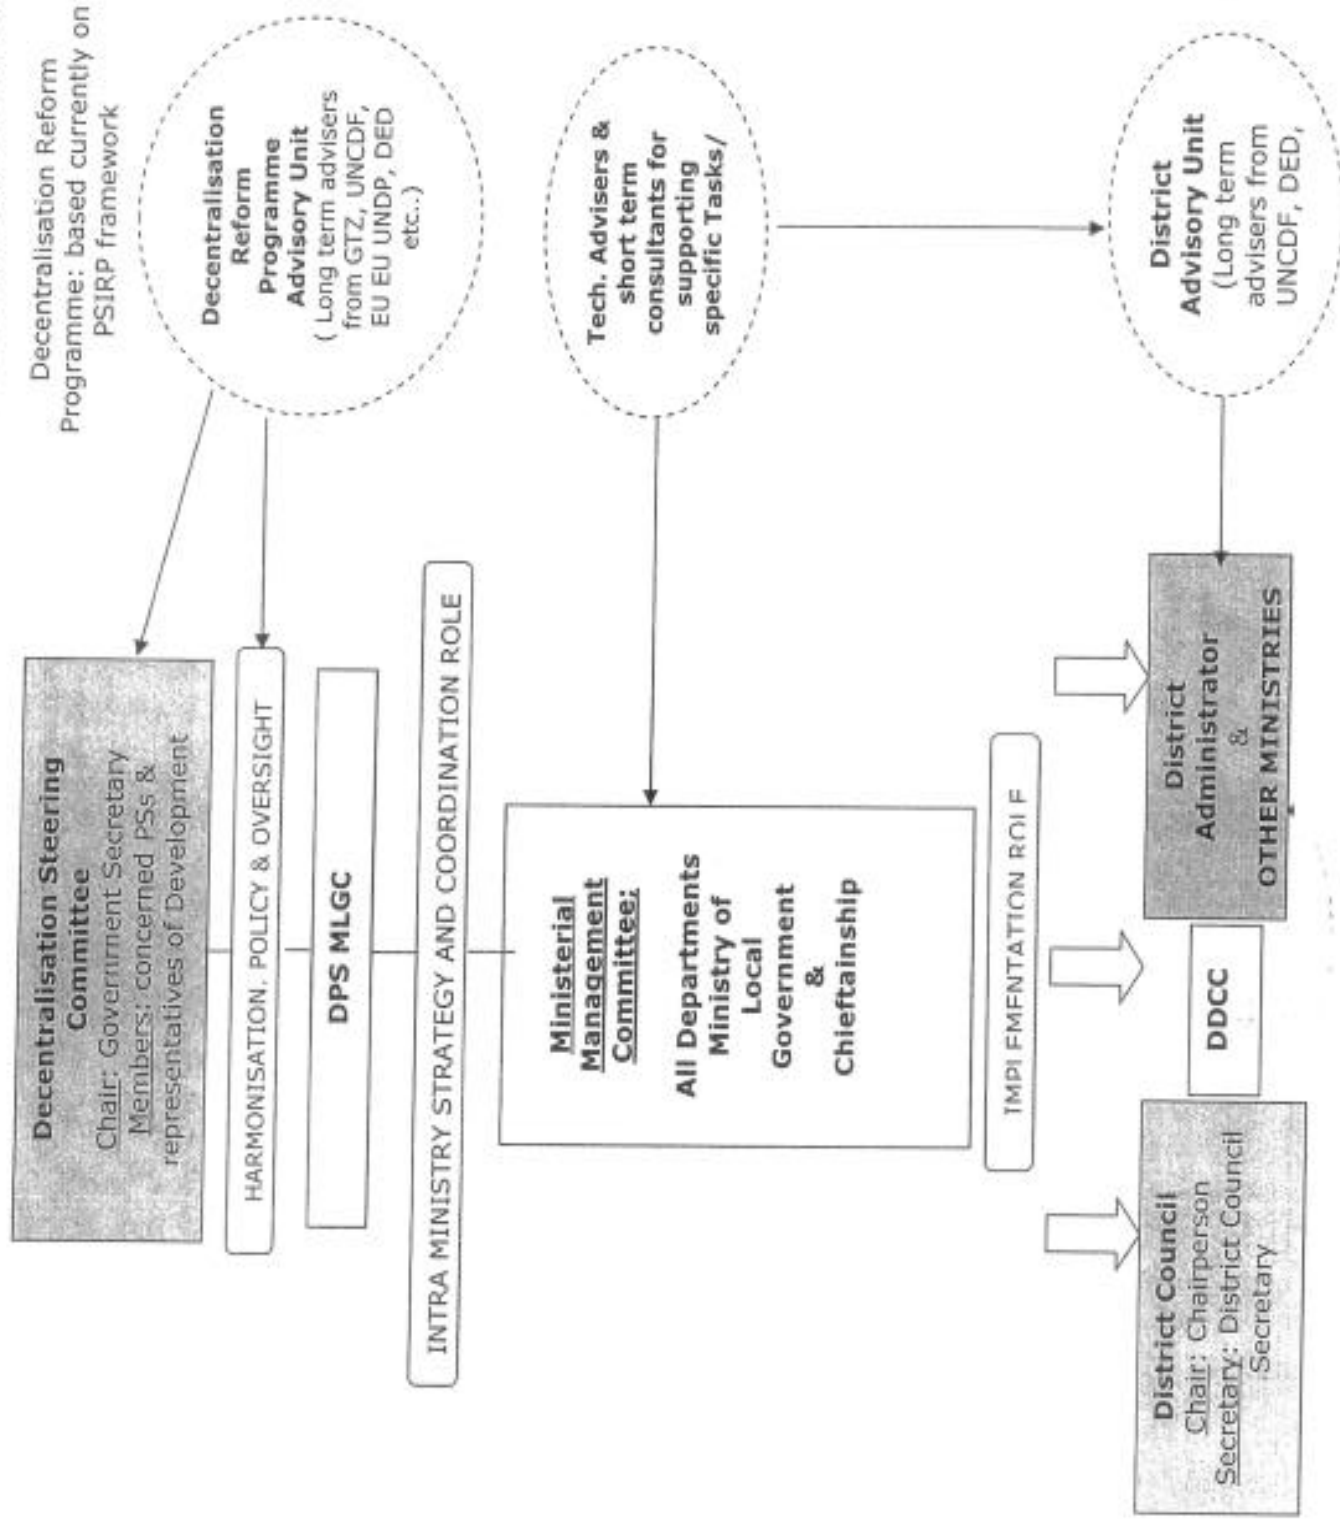 Decentralisation Reform
Programme: based currently on
PSIRP framework
Decentralisation Steering
Committee
Chair: Government Secretary
Members: concerned PSs &
representatives of Development
HARMONISATION, POLICY & OVERSIGHT
DPS MLGC
INTRA MINISTRY STRATEGY AND COORDINATION ROLE
Decentralisation
Reform
Programme
Advisory Unit
( Long term advisers
from GTZ, UNCDF,
EU EU UNDP, DED
etc..)
Ministerial
Management
Committee:
All Departments
Ministry of
Local
Government
&
Chieftainship
Tech. Advisers &
short term
consultants for
supporting
specific Tasks/
IMPLEMENTATION ROLE
District Council
Chair: Chairperson
Secretary: District Council
Secretary
DDCC
District
Administrator
&
OTHER MINISTRIES
District
Advisory Unit
(Long term
advisers from
UNCDF, DED,